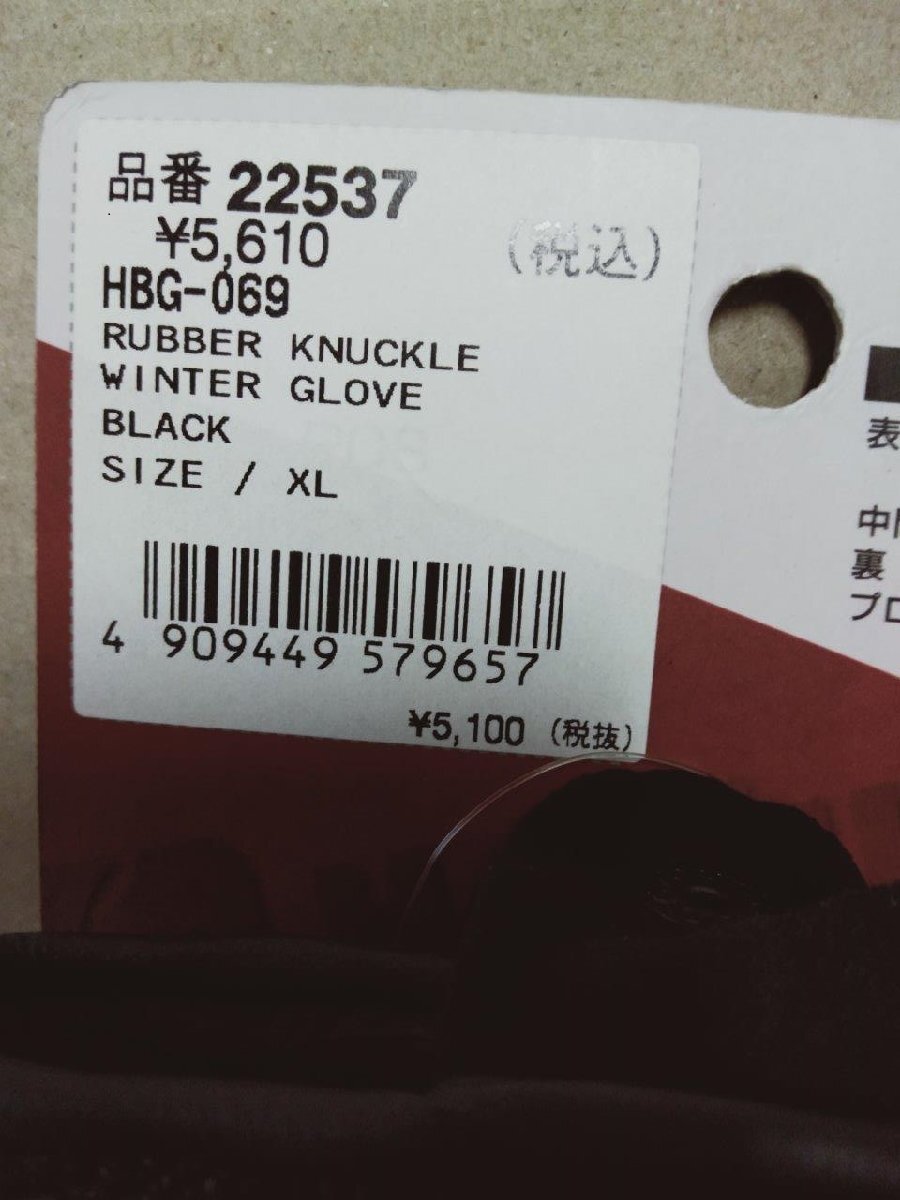 品番 22537
¥5,610 (税込)
HBG-069
RUBBER KNUCKLE
WINTER GLOVE
BLACK
SIZE / XL
4 909449 579657
¥5,100 (税抜)
表
中
裏
プロ